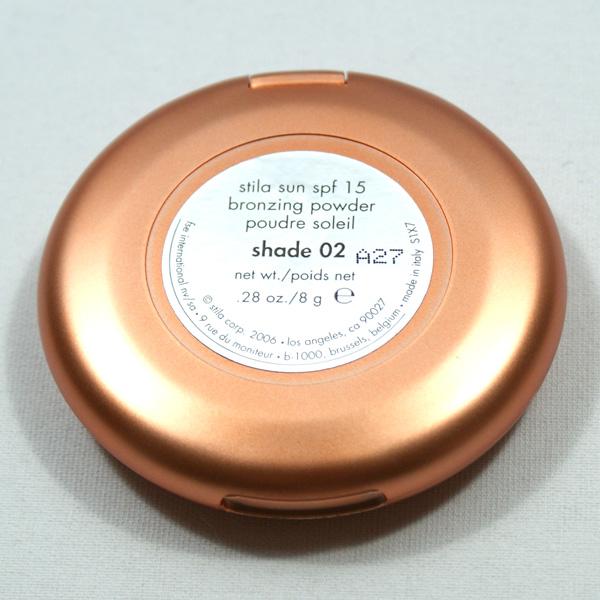 stila sun spf 15
bronzing powder
poudre soleil
shade 02 A27
net wt./poids net
.28 oz./8 g ℮
© stila corp. 2006 • los angeles, ca 90027
fse international nv/sa • 9 rue du moniteur • b-1000, brussels, belgium • made in italy S1X7